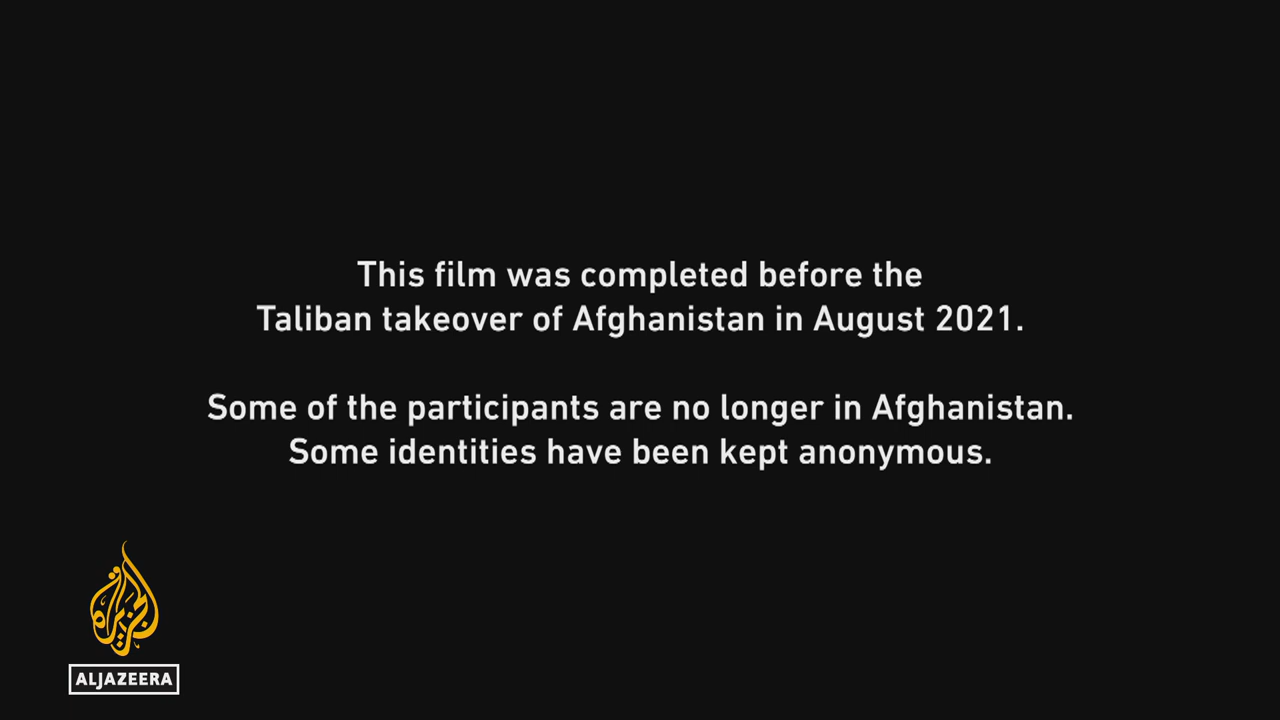 This film was completed before the
Taliban takeover of Afghanistan in August 2021.
Some of the participants are no longer in Afghanistan.
Some identities have been kept anonymous.
الجزيرة
ALJAZEERA